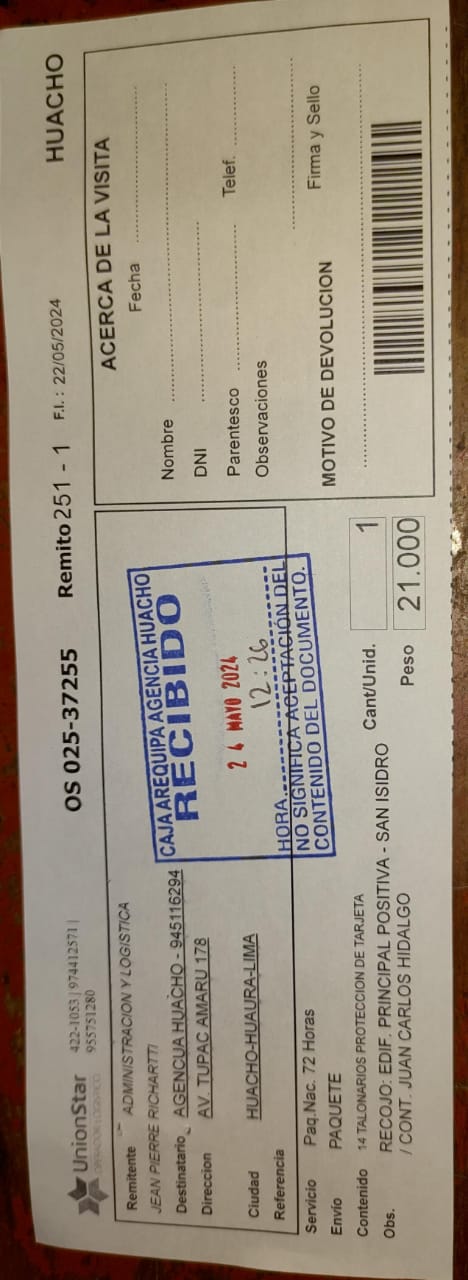 UnionStar
OPERADOR LOGISTICO
422-1053 | 974412571 |
955751280
OS 025-37255
Remito 251 - 1
F.I. : 22/05/2024
HUACHO
Remitente ADMINISTRACION Y LOGISTICA
JEAN PIERRE RICHARTTI
Destinatario AGENCUA HUACHO - 945116294
Direccion AV. TUPAC AMARU 178
Ciudad HUACHO-HUAURA-LIMA
Referencia
CAJA AREQUIPA AGENCIA HUACHO
RECIBIDO
24 MAYO 2024
12:26
HORA
NO SIGNIFICA ACEPTACIÓN DEL
CONTENIDO DEL DOCUMENTO.
Servicio Paq.Nac. 72 Horas
Envío PAQUETE
Contenido 14 TALONARIOS PROTECCION DE TARJETA
Obs. RECOJO: EDIF. PRINCIPAL POSITIVA - SAN ISIDRO
/ CONT. JUAN CARLOS HIDALGO
Cant/Unid. 1
Peso 21.000
ACERCA DE LA VISITA
Fecha
Nombre
DNI
Parentesco Telef.
Observaciones
Firma y Sello
MOTIVO DE DEVOLUCION